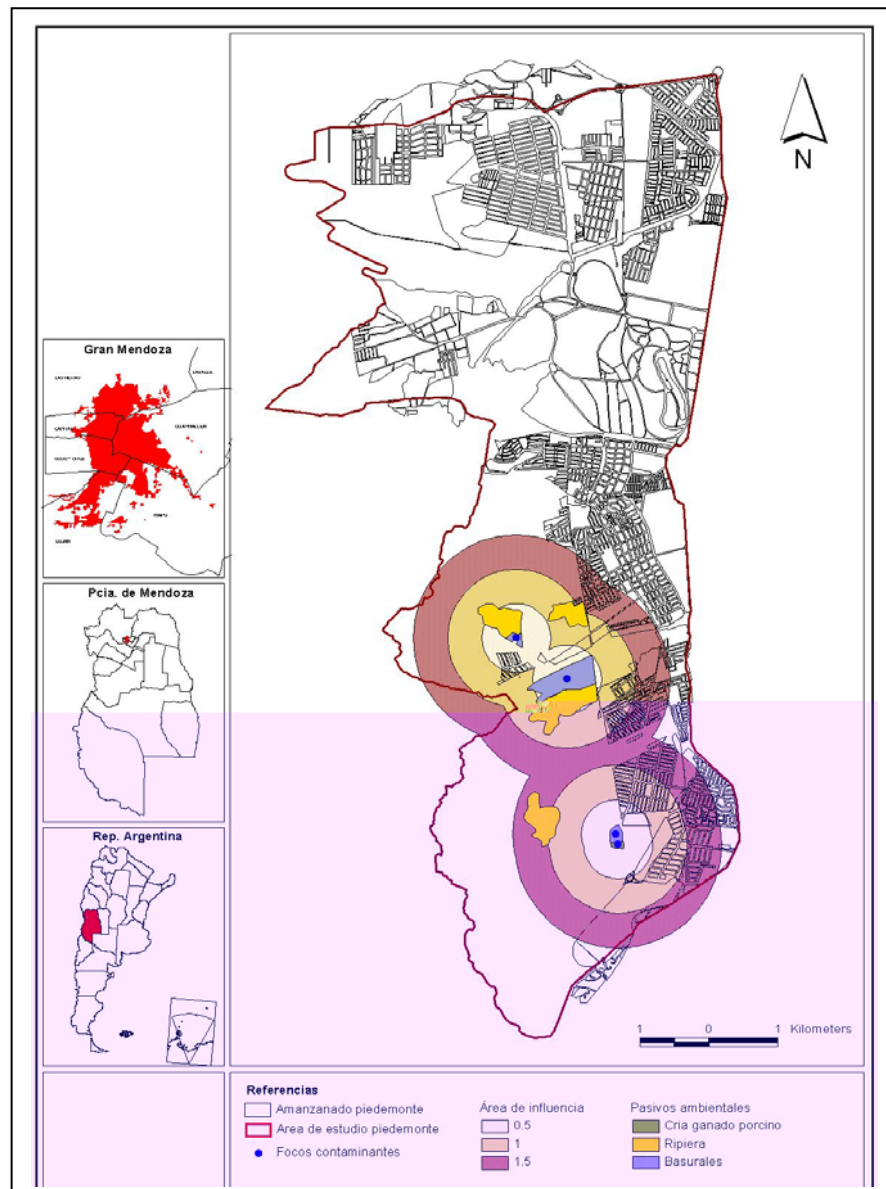 N
Gran Mendoza
Pcia. de Mendoza
Rep. Argentina
1 0 1 Kilometers
Referencias
Amanzanado piedemonte
Area de estudio piedemonte
Focos contaminantes
Área de influencia
0.5
1
1.5
Pasivos ambientales
Cria ganado porcino
Ripiera
Basurales